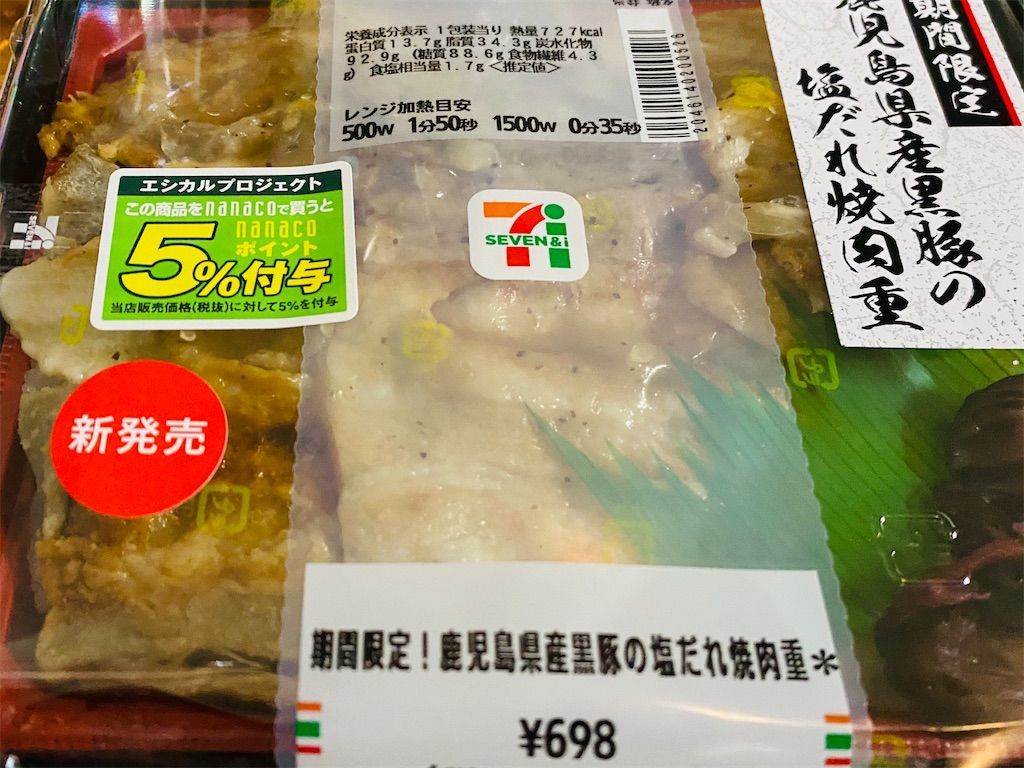 栄養成分表示 1包装当り 熱量727kcal
蛋白質13.7g脂質34.3g炭水化物
92.9g (糖質88.6g食物繊維4.3
g) 食塩相当量1.7g<推定値>
レンジ加熱目安
500W 1分50秒 1500W 0分35秒
2046140200526
期間限定
鹿児島県産黒豚の
塩だれ焼肉重
エシカルプロジェクト
この商品をnanacoで買うと
5%付与
nanaco
ポイント
当店販売価格(税抜)に対して5%を付与
SEVEN&i
新発売
期間限定!鹿児島県産黒豚の塩だれ焼肉重*
¥698